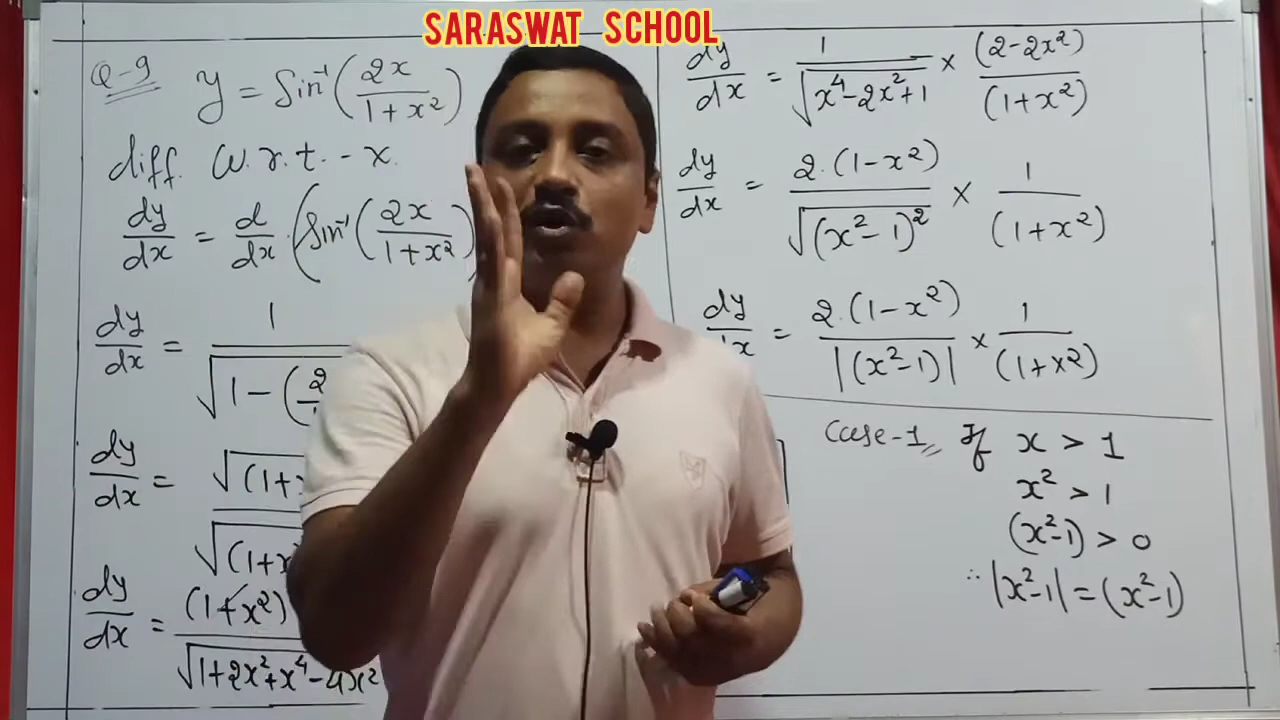 SARASWAT SCHOOL
Q-9 y = Sin⁻¹(2x/(1+x²))
diff. w.r.t. - x.
dy/dx = d/dx (Sin⁻¹(2x/(1+x²))
dy/dx = 1/√(1-(2
dy/dx = √(1+x / √(1+x²
dy/dx = (1+x²)/√(1+2x²+x⁴-4x²
dy/dx = 1/√(x⁴-2x²+1) × (2-2x²)/(1+x²)
dy/dx = 2.(1-x²)/√(x²-1)² × 1/(1+x²)
dy/dx = 2.(1-x²)/|(x²-1)| × 1/(1+x²)
Case-1, If x > 1
x² > 1
(x²-1) > 0
∴ |x²-1| = (x²-1)